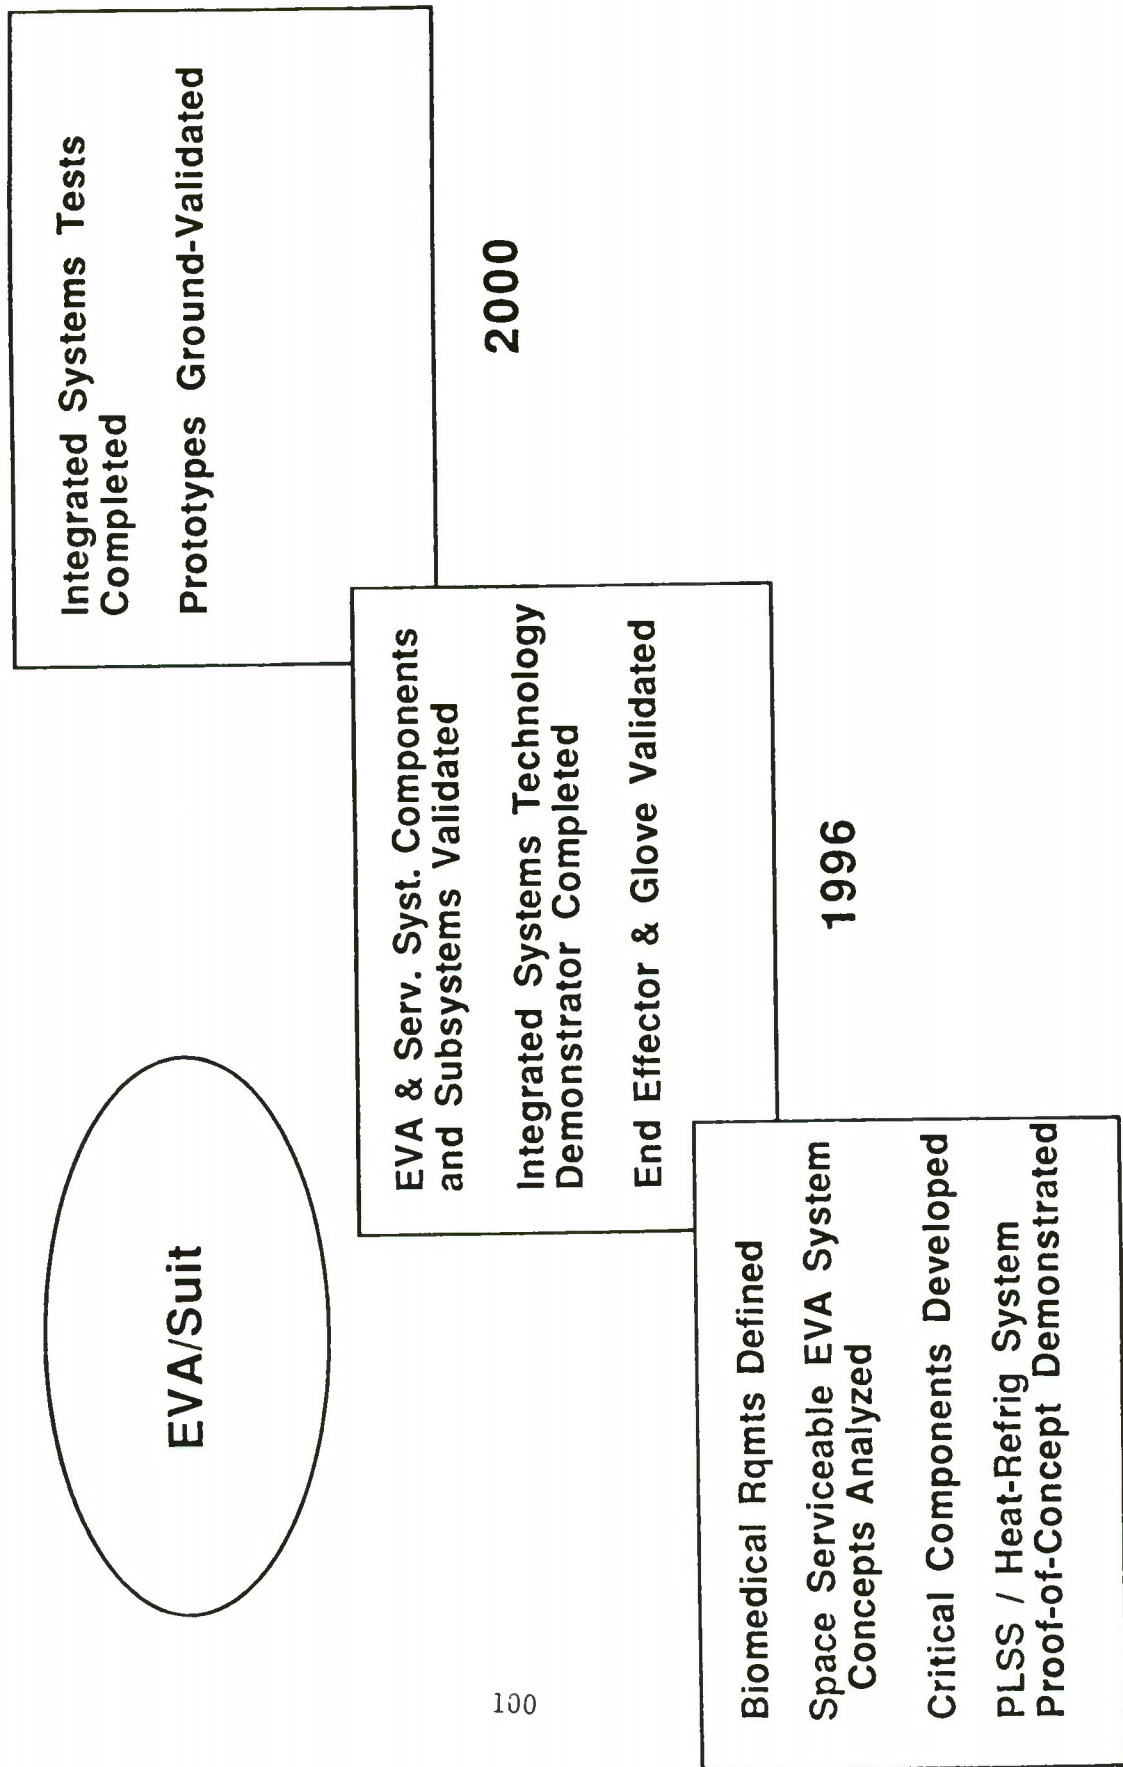 EVA/Suit
Integrated Systems Tests
Completed
Prototypes Ground-Validated
2000
EVA & Serv. Syst. Components
and Subsystems Validated
Integrated Systems Technology
Demonstrator Completed
End Effector & Glove Validated
1996
Biomedical Rqmts Defined
Space Serviceable EVA System
Concepts Analyzed
Critical Components Developed
PLSS / Heat-Refrig System
Proof-of-Concept Demonstrated
100